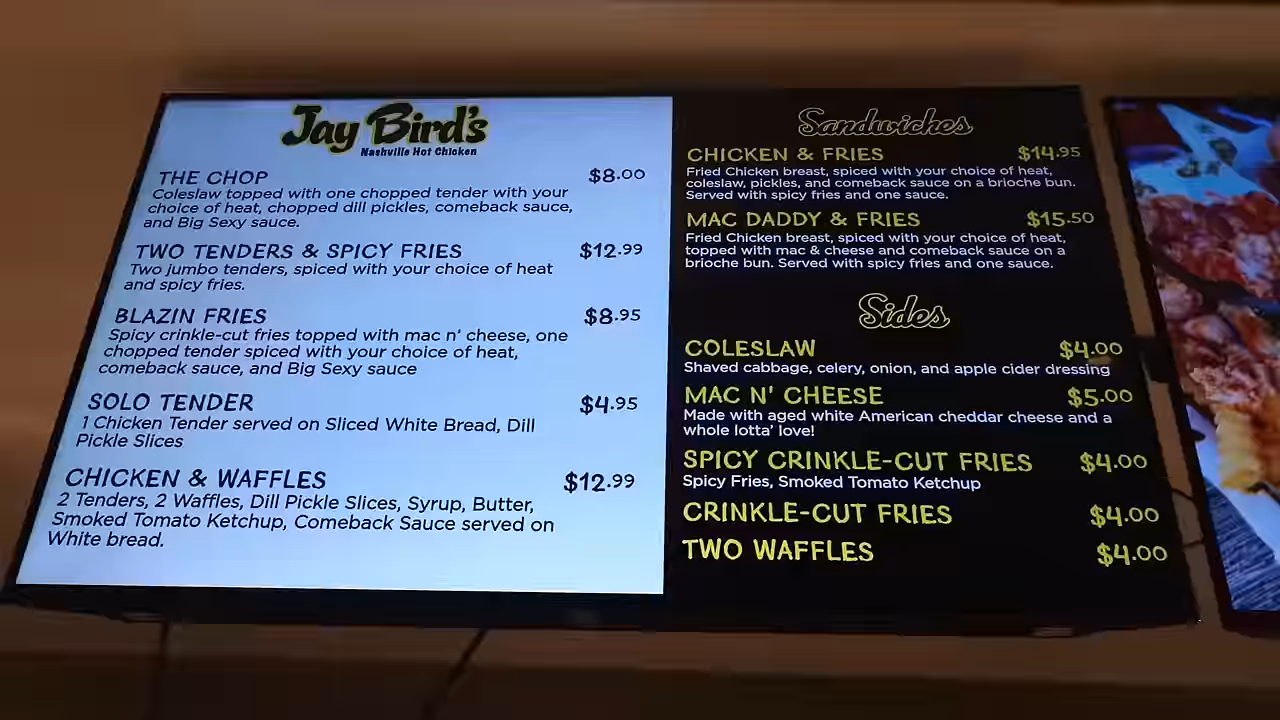 Jay Bird's
Nashville Hot Chicken
THE CHOP $8.00
Coleslaw topped with one chopped tender with your
choice of heat, chopped dill pickles, comeback sauce,
and Big Sexy sauce.
TWO TENDERS & SPICY FRIES $12.99
Two jumbo tenders, spiced with your choice of heat
and spicy fries.
BLAZIN FRIES $8.95
Spicy crinkle-cut fries topped with mac n' cheese, one
chopped tender spiced with your choice of heat,
comeback sauce, and Big Sexy sauce
SOLO TENDER $4.95
1 Chicken Tender served on Sliced White Bread, Dill
Pickle Slices
CHICKEN & WAFFLES $12.99
2 Tenders, 2 Waffles, Dill Pickle Slices, Syrup, Butter,
Smoked Tomato Ketchup, Comeback Sauce served on
White bread.
Sandwiches
CHICKEN & FRIES $14.95
Fried Chicken breast, spiced with your choice of heat,
coleslaw, pickles, and comeback sauce on a brioche bun.
Served with spicy fries and one sauce.
MAC DADDY & FRIES $15.50
Fried Chicken breast, spiced with your choice of heat,
topped with mac & cheese and comeback sauce on a
brioche bun. Served with spicy fries and one sauce.
Sides
COLESLAW $4.00
Shaved cabbage, celery, onion, and apple cider dressing
MAC N' CHEESE $5.00
Made with aged white American cheddar cheese and a
whole lotta' love!
SPICY CRINKLE-CUT FRIES $4.00
Spicy Fries, Smoked Tomato Ketchup
CRINKLE-CUT FRIES $4.00
TWO WAFFLES $4.00